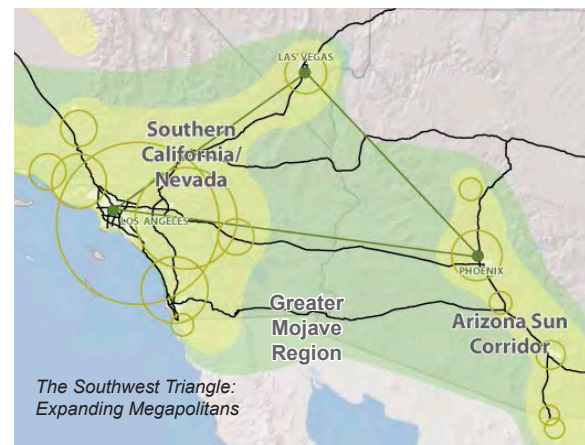 LAS VEGAS
Southern
California/
Nevada
LOS ANGELES
PHOENIX
Greater
Mojave
Region
Arizona Sun
Corridor
The Southwest Triangle:
Expanding Megapolitans